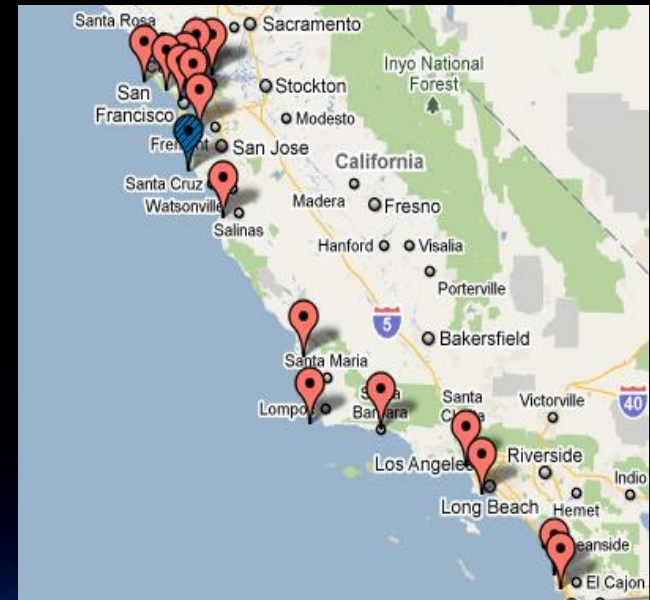 Santa Rosa
Sacramento
Inyo National
Forest
San
Francisco
Stockton
Modesto
San Jose
California
Santa Cruz
Watsonville
Madera
Fresno
Salinas
Hanford
Visalia
Porterville
5
Bakersfield
Santa Maria
Santa
Victorville
40
Los Angeles
Riverside
Indio
Long Beach
Hemet
El Cajon